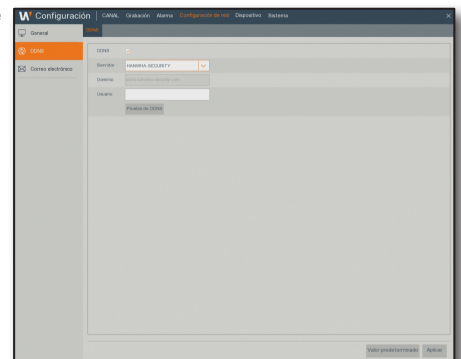 Configuración CANAL Grabación Alarma Configuración de red Dispositivo Sistema
General
DDNS
DDNS
Correo electrónico
DDNS
Servidor HANWHA-SECURITY
Dominio
Usuario
Prueba de DDNS
Valor predeterminado Aplicar